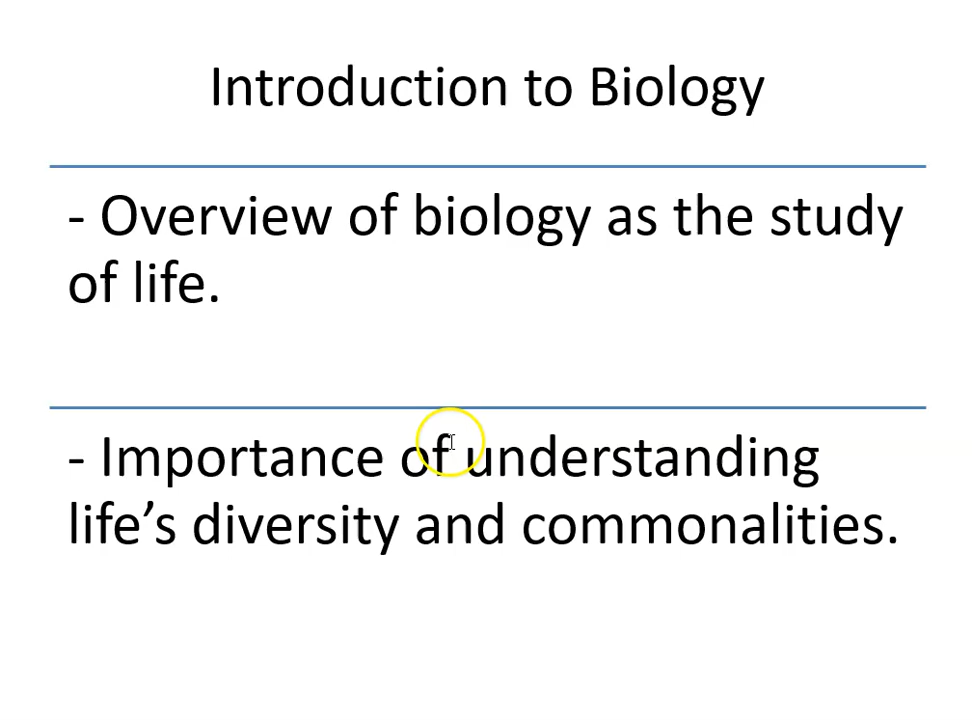 Introduction to Biology
- Overview of biology as the study
of life.
- Importance of understanding
life’s diversity and commonalities.